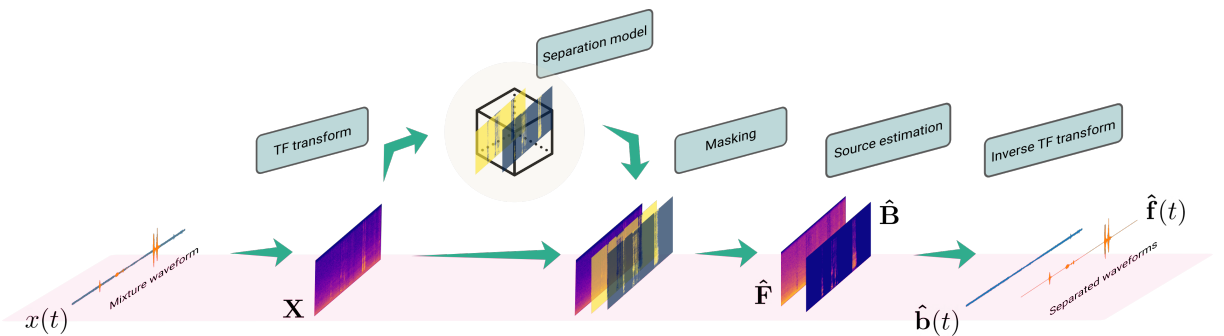 Separation model
TF transform
Masking
Source estimation
Inverse TF transform
x(t)
Mixture waveform
X
F̂
B̂
b̂(t)
f̂(t)
Separated waveforms